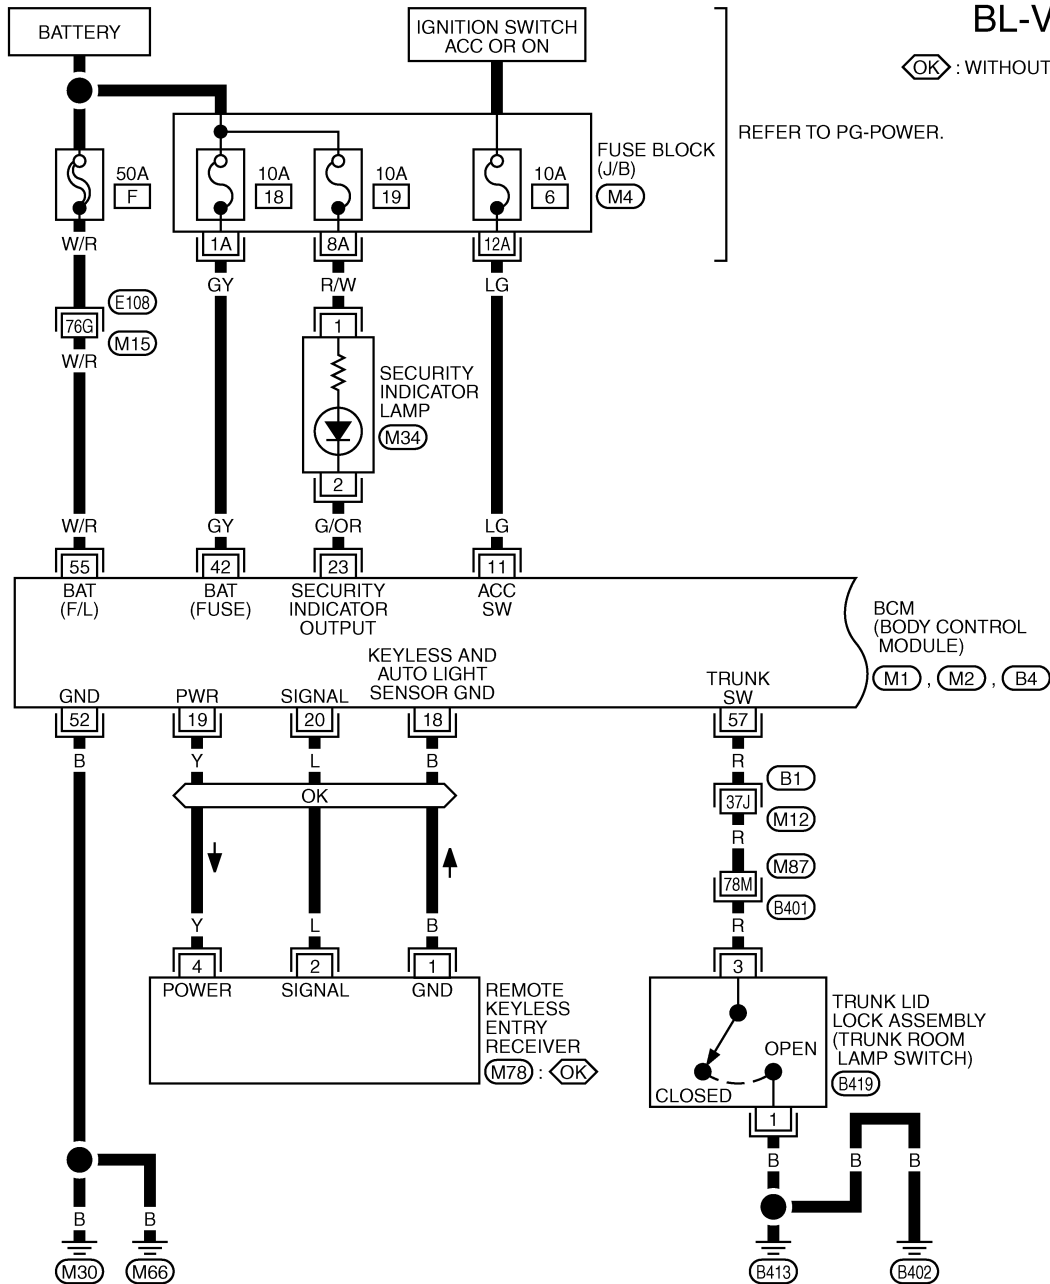 BL-V
BATTERY
IGNITION SWITCH
ACC OR ON
OK : WITHOUT
REFER TO PG-POWER.
50A
F
10A
18
10A
19
10A
6
FUSE BLOCK
(J/B)
M4
W/R
1A
8A
12A
GY
R/W
LG
E108
76G
M15
W/R
1
SECURITY
INDICATOR
LAMP
M34
2
W/R
GY
G/OR
LG
55
42
23
11
BAT
(F/L)
BAT
(FUSE)
SECURITY
INDICATOR
OUTPUT
ACC
SW
BCM
(BODY CONTROL
MODULE)
M1 , M2 , B4
GND
PWR
SIGNAL
KEYLESS AND
AUTO LIGHT
SENSOR GND
TRUNK
SW
52
19
20
18
57
B
Y
L
B
R
OK
B1
37J
M12
R
M87
78M
B401
Y
L
B
R
4
2
1
3
POWER
SIGNAL
GND
REMOTE
KEYLESS
ENTRY
RECEIVER
M78 : OK
OPEN
CLOSED
TRUNK LID
LOCK ASSEMBLY
(TRUNK ROOM
LAMP SWITCH)
B419
1
B
B
B
B
B
M30
M66
B413
B402